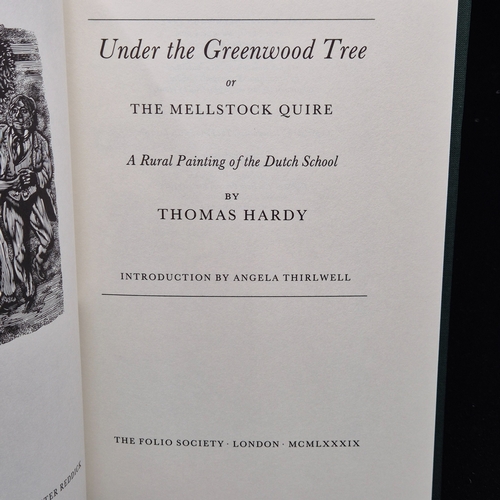 Under the Greenwood Tree
or
THE MELLSTOCK QUIRE
A Rural Painting of the Dutch School
BY
THOMAS HARDY
INTRODUCTION BY ANGELA THIRLWELL
THE FOLIO SOCIETY · LONDON · MCMLXXXIX
REDDICK